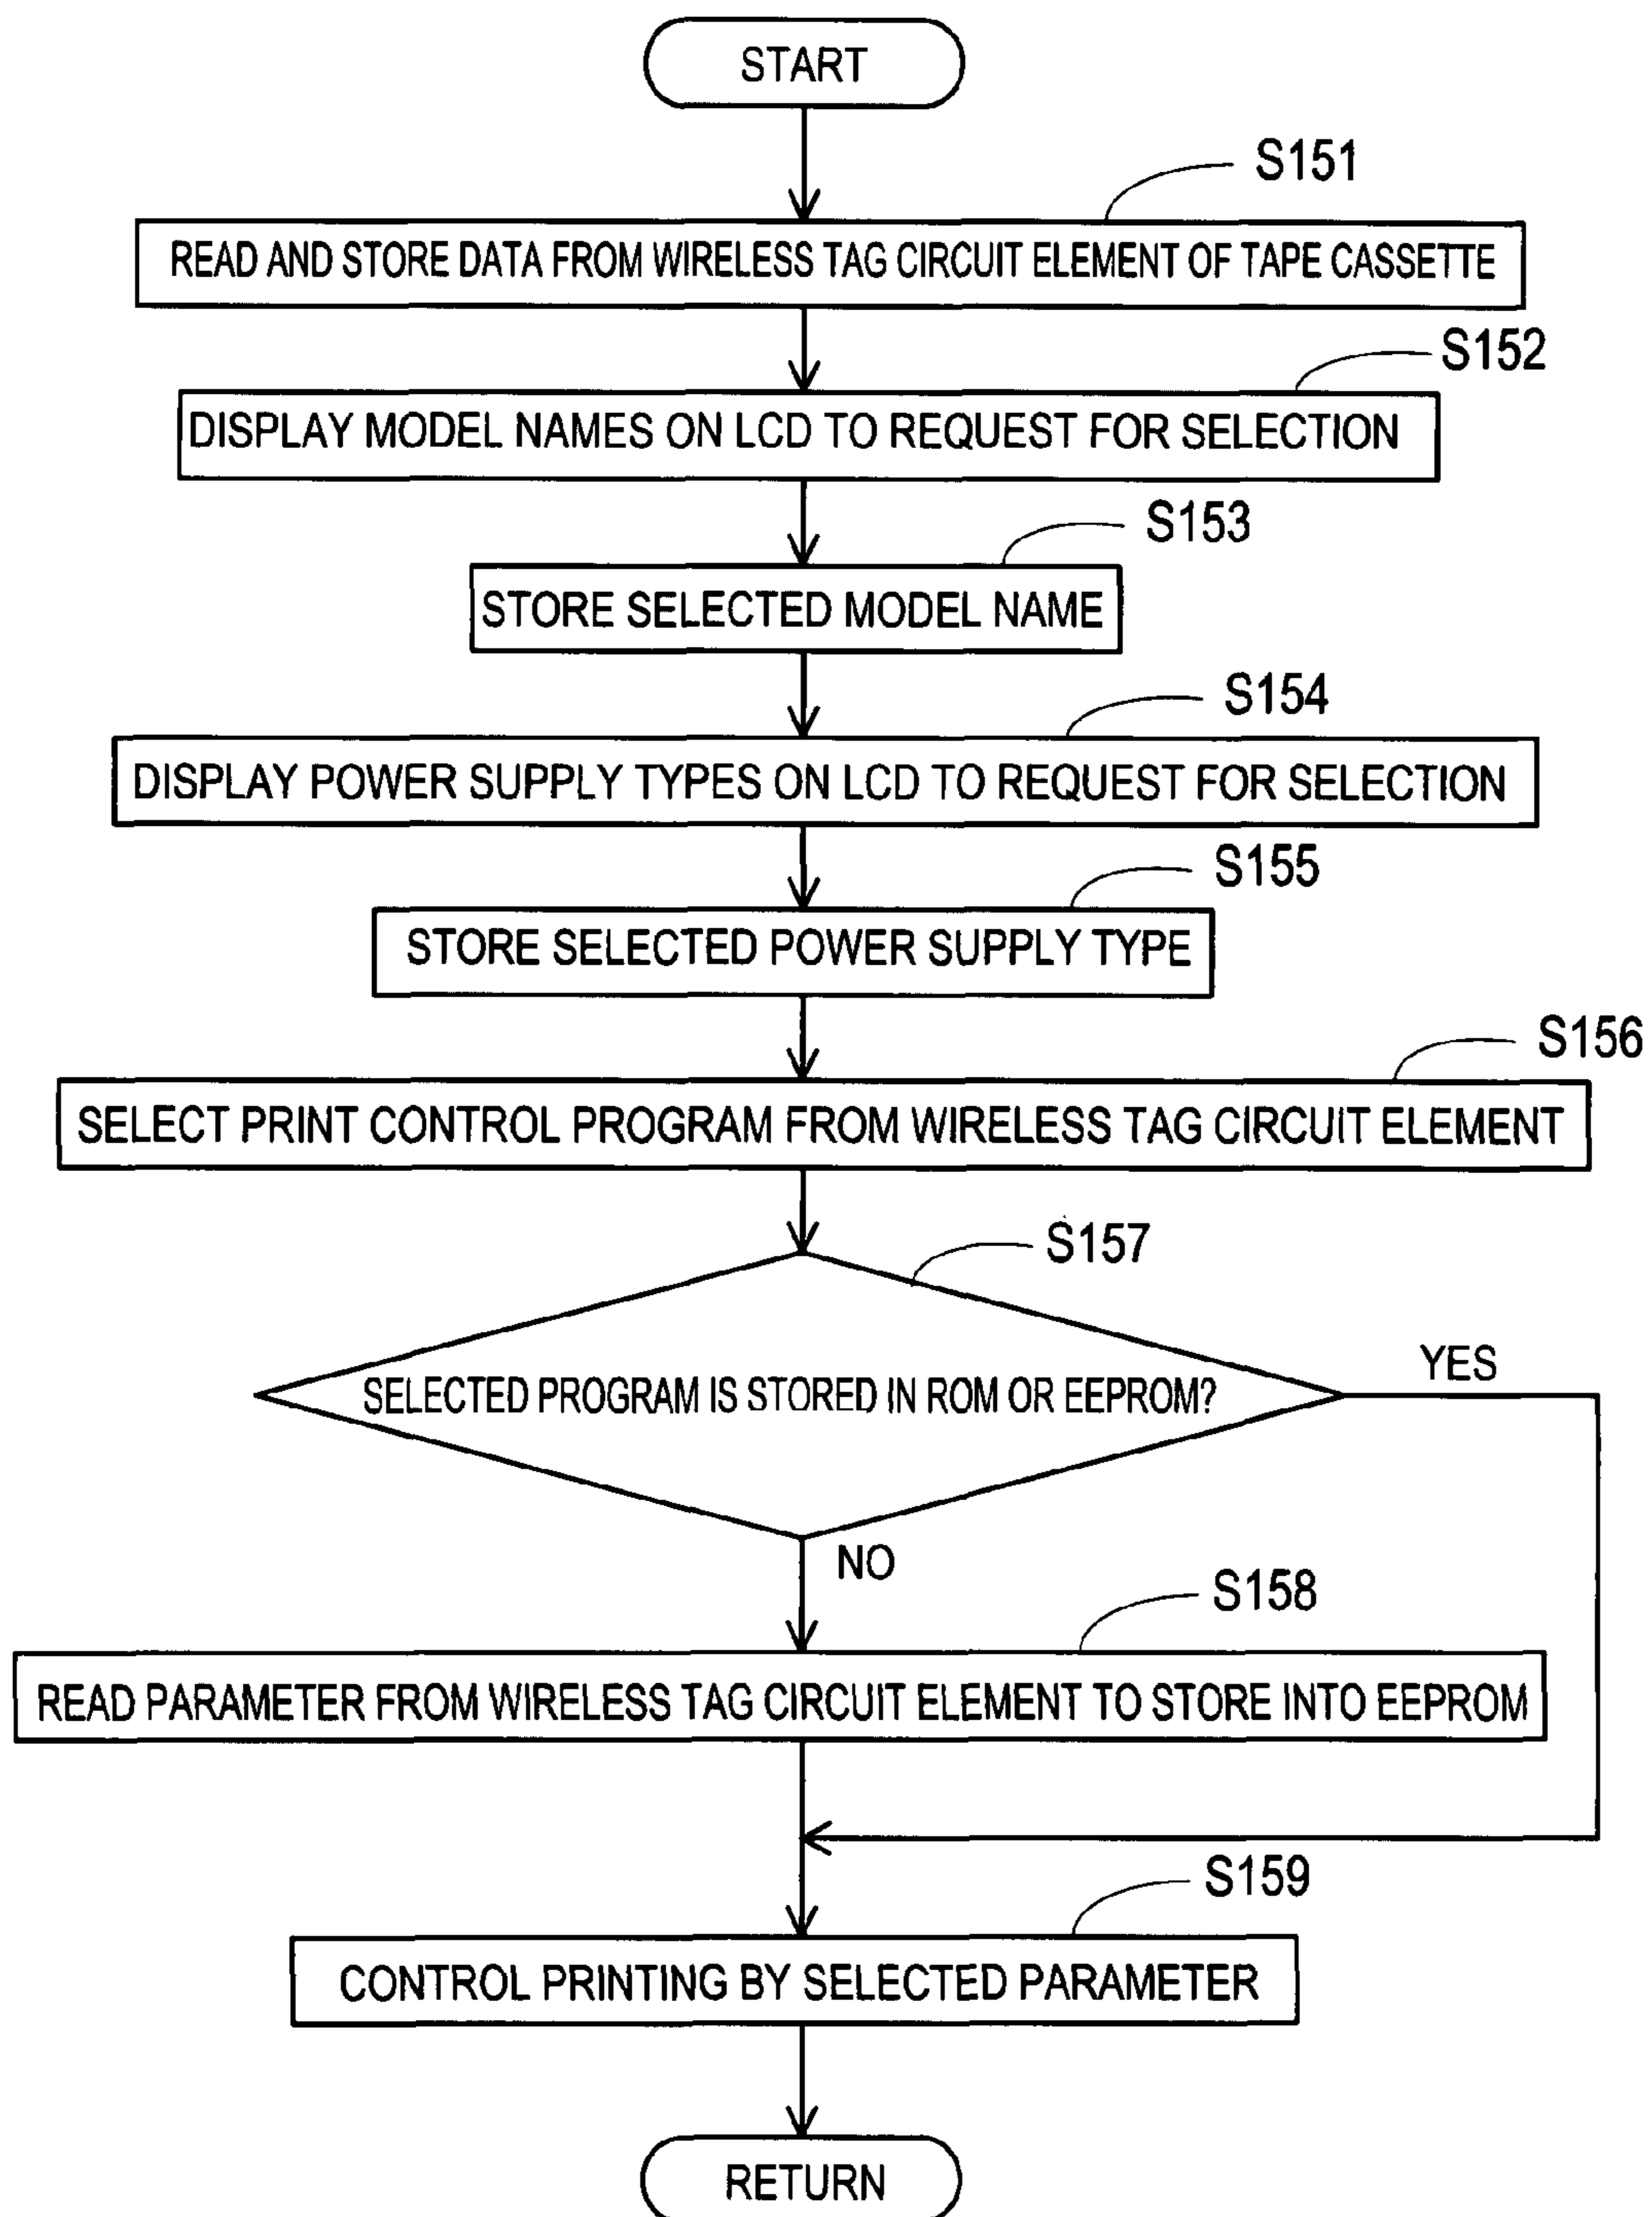 START
S151
READ AND STORE DATA FROM WIRELESS TAG CIRCUIT ELEMENT OF TAPE CASSETTE
S152
DISPLAY MODEL NAMES ON LCD TO REQUEST FOR SELECTION
S153
STORE SELECTED MODEL NAME
S154
DISPLAY POWER SUPPLY TYPES ON LCD TO REQUEST FOR SELECTION
S155
STORE SELECTED POWER SUPPLY TYPE
S156
SELECT PRINT CONTROL PROGRAM FROM WIRELESS TAG CIRCUIT ELEMENT
S157
SELECTED PROGRAM IS STORED IN ROM OR EEPROM?
YES
NO
S158
READ PARAMETER FROM WIRELESS TAG CIRCUIT ELEMENT TO STORE INTO EEPROM
S159
CONTROL PRINTING BY SELECTED PARAMETER
RETURN